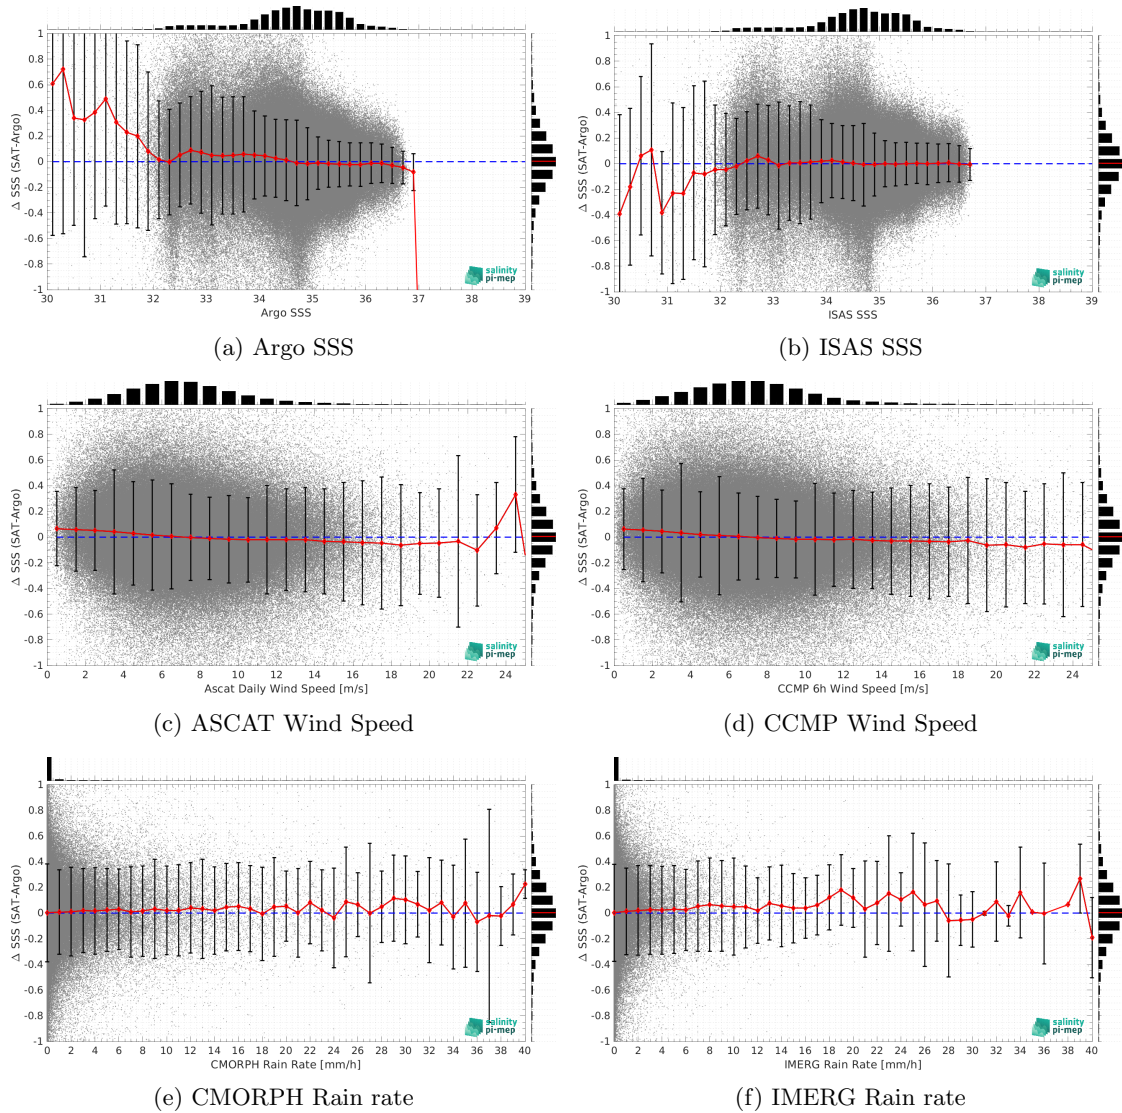 1
0.8
0.6
0.4
0.2
0
-0.2
-0.4
-0.6
-0.8
-1
Δ SSS (SAT-Argo)
30 31 32 33 34 35 36 37 38 39
Argo SSS
salinity
pi-mep
(a) Argo SSS
1
0.8
0.6
0.4
0.2
0
-0.2
-0.4
-0.6
-0.8
-1
Δ SSS (SAT-Argo)
30 31 32 33 34 35 36 37 38 39
ISAS SSS
salinity
pi-mep
(b) ISAS SSS
1
0.8
0.6
0.4
0.2
0
-0.2
-0.4
-0.6
-0.8
-1
Δ SSS (SAT-Argo)
0 2 4 6 8 10 12 14 16 18 20 22 24
Ascat Daily Wind Speed [m/s]
salinity
pi-mep
(c) ASCAT Wind Speed
1
0.8
0.6
0.4
0.2
0
-0.2
-0.4
-0.6
-0.8
-1
Δ SSS (SAT-Argo)
0 2 4 6 8 10 12 14 16 18 20 22 24
CCMP 6h Wind Speed [m/s]
salinity
pi-mep
(d) CCMP Wind Speed
1
0.8
0.6
0.4
0.2
0
-0.2
-0.4
-0.6
-0.8
-1
Δ SSS (SAT-Argo)
0 2 4 6 8 10 12 14 16 18 20 22 24 26 28 30 32 34 36 38 40
CMORPH Rain Rate [mm/h]
salinity
pi-mep
(e) CMORPH Rain rate
1
0.8
0.6
0.4
0.2
0
-0.2
-0.4
-0.6
-0.8
-1
Δ SSS (SAT-Argo)
0 2 4 6 8 10 12 14 16 18 20 22 24 26 28 30 32 34 36 38 40
IMERG Rain Rate [mm/h]
salinity
pi-mep
(f) IMERG Rain rate